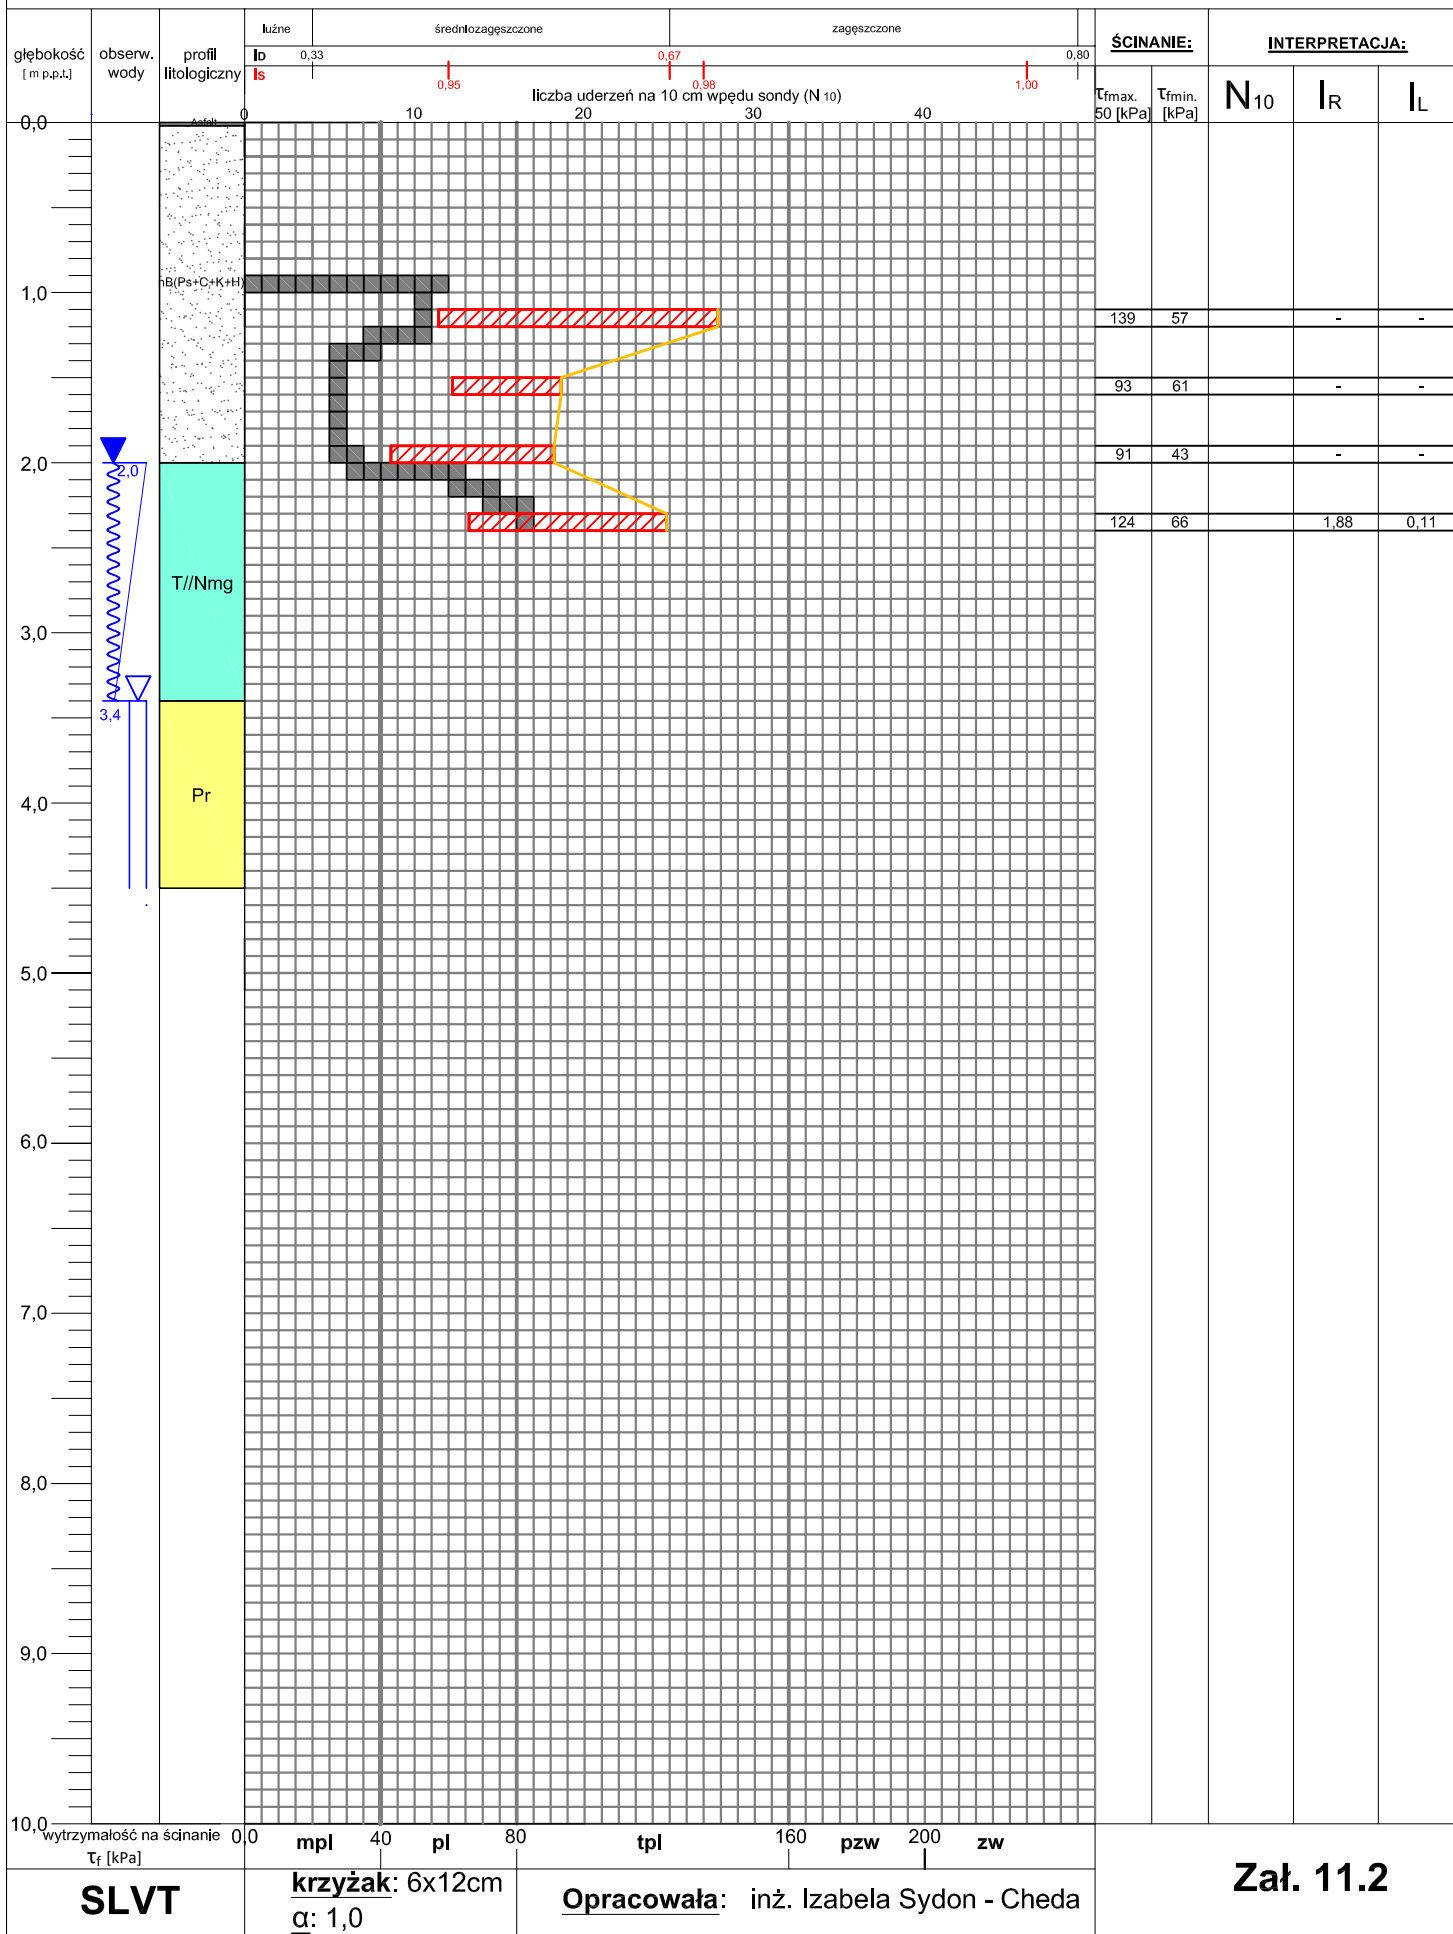 luźne średniozagęszczone zagęszczone
głębokość [ m p.p.t.]
obserw. wody
profil litologiczny
ID 0,33 0,67 0,80
IS 0,95 0,98 1,00
liczba uderzeń na 10 cm wpędu sondy (N 10)
0 10 20 30 40
ŚCINANIE: INTERPRETACJA:
τfmax. 50 [kPa] τfmin. [kPa] N10 IR IL
0,0 Asfalt
nB(Ps+C+K+H)
1,0
139 57 - -
93 61 - -
91 43 - -
2,0 2,0
124 66 1,88 0,11
T//Nmg
3,0
3,4
Pr
4,0
5,0
6,0
7,0
8,0
9,0
10,0
wytrzymałość na ścinanie 0,0 mpl 40 pl 80 tpl 160 pzw 200 zw
τf [kPa]
SLVT
krzyżak: 6x12cm
α: 1,0
Opracowała: inż. Izabela Sydon - Cheda
Zał. 11.2